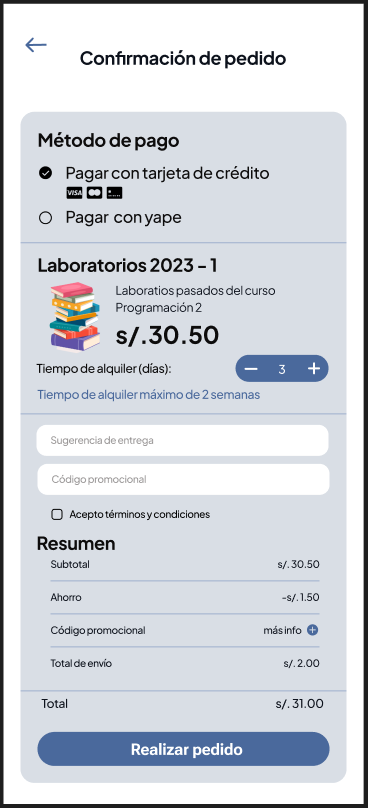 Confirmación de pedido
Método de pago
Pagar con tarjeta de crédito
VISA
Pagar con yape
Laboratorios 2023 - 1
Laboratios pasados del curso
Programación 2
s/.30.50
Tiempo de alquiler (días):
− 3 +
Tiempo de alquiler máximo de 2 semanas
Sugerencia de entrega
Código promocional
Acepto términos y condiciones
Resumen
Subtotal s/. 30.50
Ahorro -s/. 1.50
Código promocional más info +
Total de envío s/. 2.00
Total s/. 31.00
Realizar pedido